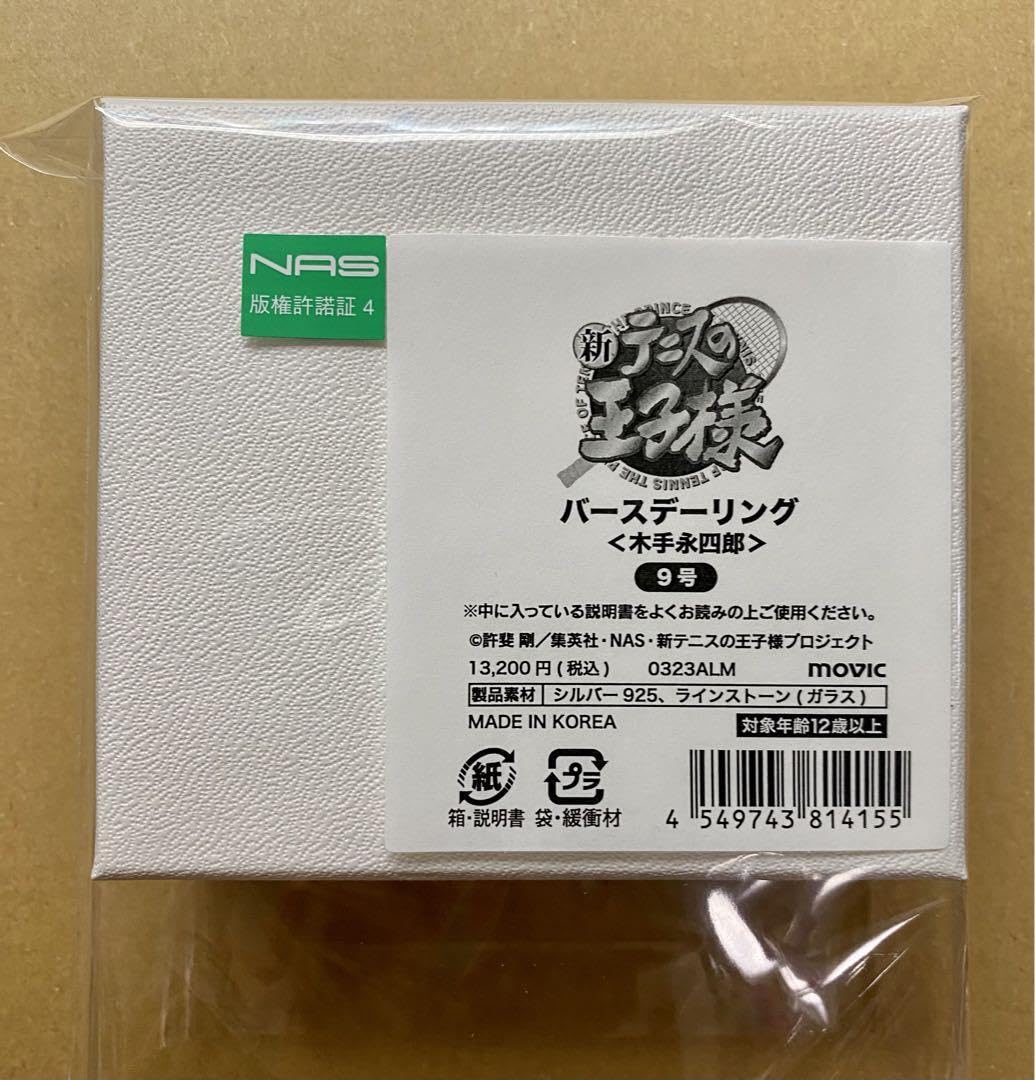 NAS
版権許諾証 4
新テニスの
王子様
バースデーリング
<木手永四郎>
9号
※中に入っている説明書をよくお読みの上ご使用ください。
©許斐 剛／集英社・NAS・新テニスの王子様プロジェクト
13,200円(税込) 0323ALM movic
製品素材 シルバー925、ラインストーン(ガラス)
MADE IN KOREA 対象年齢12歳以上
紙 プラ
箱・説明書 袋・緩衝材
4 549743 814155